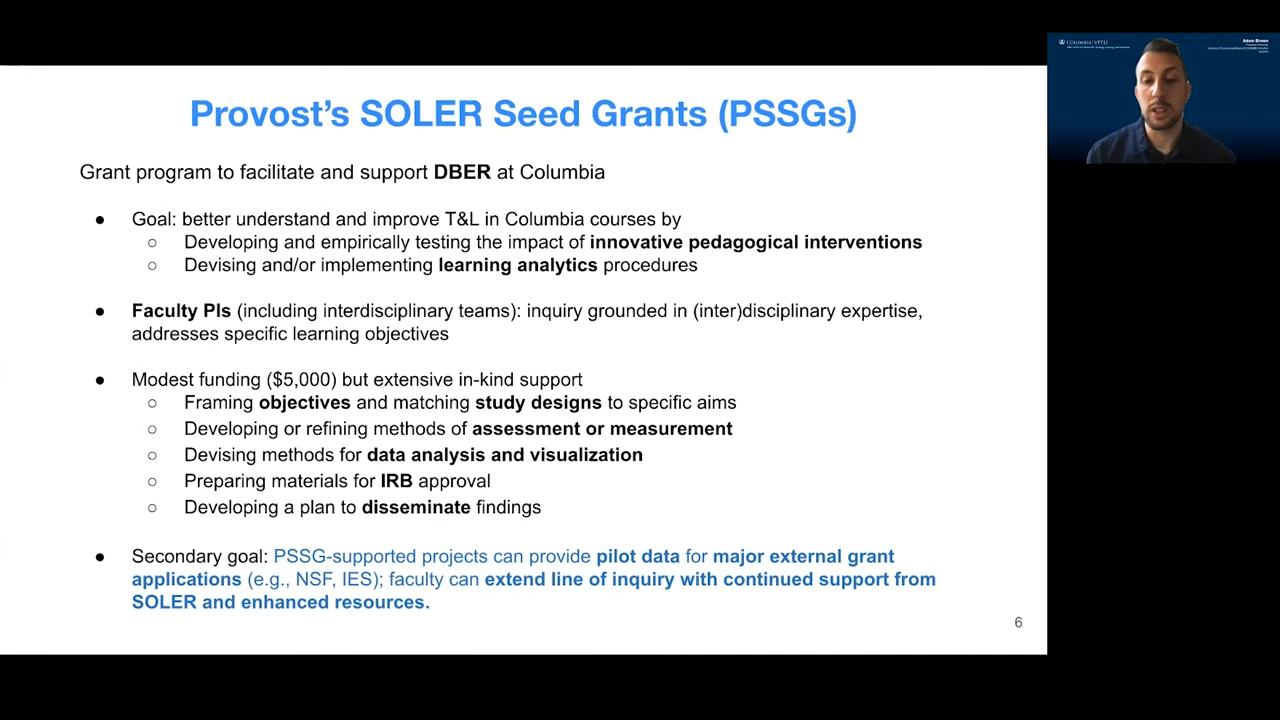 Provost's SOLER Seed Grants (PSSGs)
Grant program to facilitate and support DBER at Columbia
● Goal: better understand and improve T&L in Columbia courses by
○ Developing and empirically testing the impact of innovative pedagogical interventions
○ Devising and/or implementing learning analytics procedures
● Faculty PIs (including interdisciplinary teams): inquiry grounded in (inter)disciplinary expertise,
addresses specific learning objectives
● Modest funding ($5,000) but extensive in-kind support
○ Framing objectives and matching study designs to specific aims
○ Developing or refining methods of assessment or measurement
○ Devising methods for data analysis and visualization
○ Preparing materials for IRB approval
○ Developing a plan to disseminate findings
● Secondary goal: PSSG-supported projects can provide pilot data for major external grant
applications (e.g., NSF, IES); faculty can extend line of inquiry with continued support from
SOLER and enhanced resources.
6
COLUMBIA | VPTLI
Adam Brown